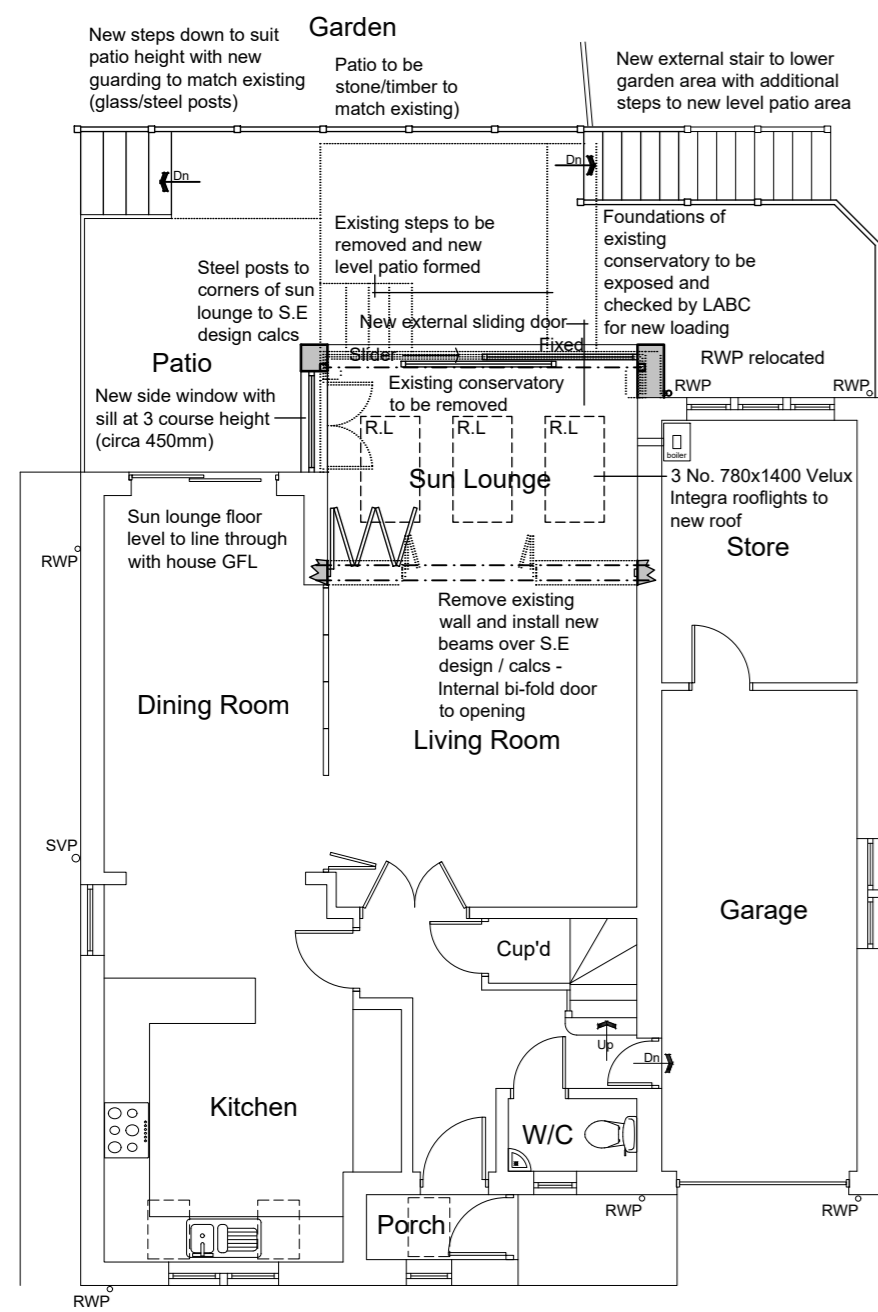 Garden
New steps down to suit
patio height with new
guarding to match existing
(glass/steel posts)
Patio to be
stone/timber to
match existing)
New external stair to lower
garden area with additional
steps to new level patio area
Dn
Dn
Existing steps to be
removed and new
level patio formed
Foundations of
existing
conservatory to be
exposed and
checked by LABC
for new loading
Steel posts to
corners of sun
lounge to S.E
design calcs
New external sliding door
Slider
Fixed
Patio
RWP relocated
RWP
RWP
New side window with
sill at 3 course height
(circa 450mm)
Existing conservatory
to be removed
R.L
R.L
R.L
boiler
Sun Lounge
3 No. 780x1400 Velux
Integra rooflights to
new roof
Store
Sun lounge floor
level to line through
with house GFL
RWP
Remove existing
wall and install new
beams over S.E
design / calcs -
Internal bi-fold door
to opening
Dining Room
Living Room
SVP
Garage
Cup'd
Up
Dn
Kitchen
W/C
Porch
RWP
RWP
RWP